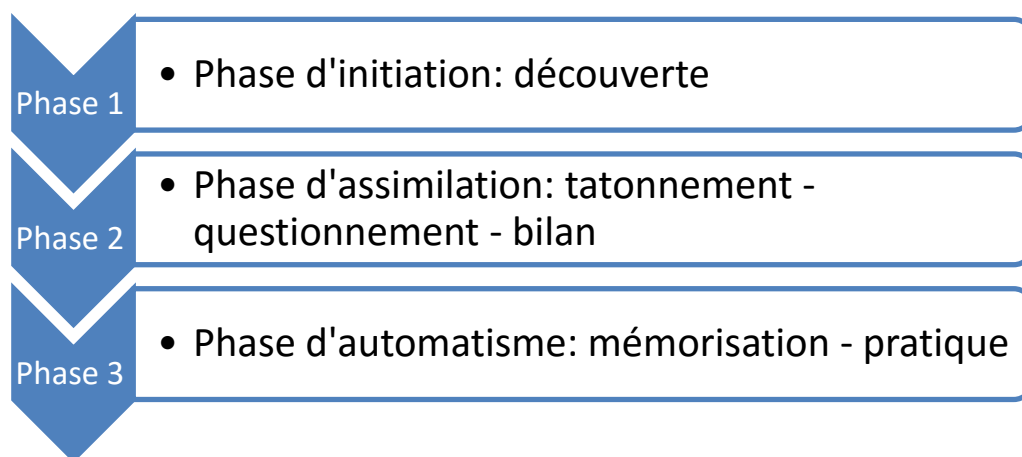 Phase 1
• Phase d'initiation: découverte
Phase 2
• Phase d'assimilation: tatonnement -
questionnement - bilan
Phase 3
• Phase d'automatisme: mémorisation - pratique